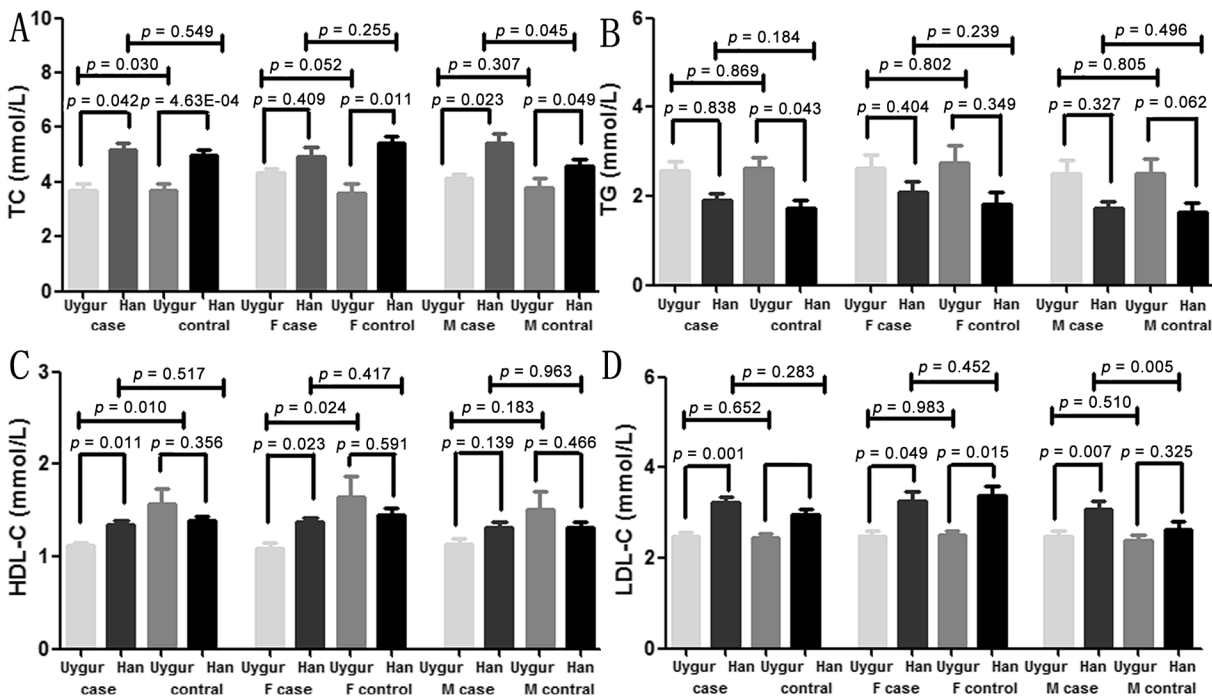 A
TC (mmol/L)
10
8
6
4
2
0
p = 0.549
p = 0.030
p = 0.042
p = 4.63E-04
p = 0.255
p = 0.052
p = 0.409
p = 0.011
p = 0.045
p = 0.307
p = 0.023
p = 0.049
Uygur Han Uygur Han Uygur Han Uygur Han Uygur Han Uygur Han
case contral F case F control M case M contral
B
TG (mmol/L)
6
4
2
0
p = 0.184
p = 0.869
p = 0.838
p = 0.043
p = 0.239
p = 0.802
p = 0.404
p = 0.349
p = 0.496
p = 0.805
p = 0.327
p = 0.062
Uygur Han Uygur Han Uygur Han Uygur Han Uygur Han Uygur Han
case contral F case F control M case M contral
C
HDL-C (mmol/L)
3
2
1
0
p = 0.517
p = 0.010
p = 0.011
p = 0.356
p = 0.417
p = 0.024
p = 0.023
p = 0.591
p = 0.963
p = 0.183
p = 0.139
p = 0.466
Uygur Han Uygur Han Uygur Han Uygur Han Uygur Han Uygur Han
case contral F case F control M case M contral
D
LDL-C (mmol/L)
6
4
2
0
p = 0.283
p = 0.652
p = 0.001
p = 0.452
p = 0.983
p = 0.049
p = 0.015
p = 0.005
p = 0.510
p = 0.007
p = 0.325
Uygur Han Uygur Han Uygur Han Uygur Han Uygur Han Uygur Han
case contral F case F control M case M contral